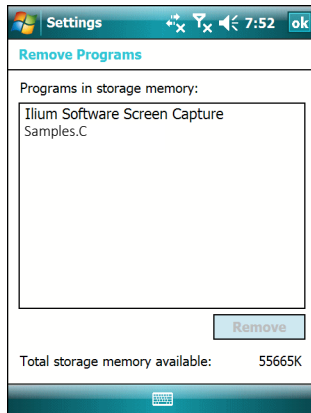 Settings 7:52 ok
Remove Programs
Programs in storage memory:
Ilium Software Screen Capture
Samples.C
Remove
Total storage memory available: 55665K